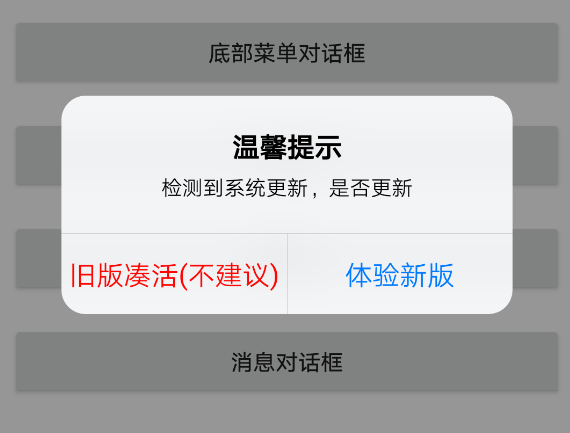 底部菜单对话框
温馨提示
检测到系统更新，是否更新
旧版凑活(不建议)
体验新版
消息对话框